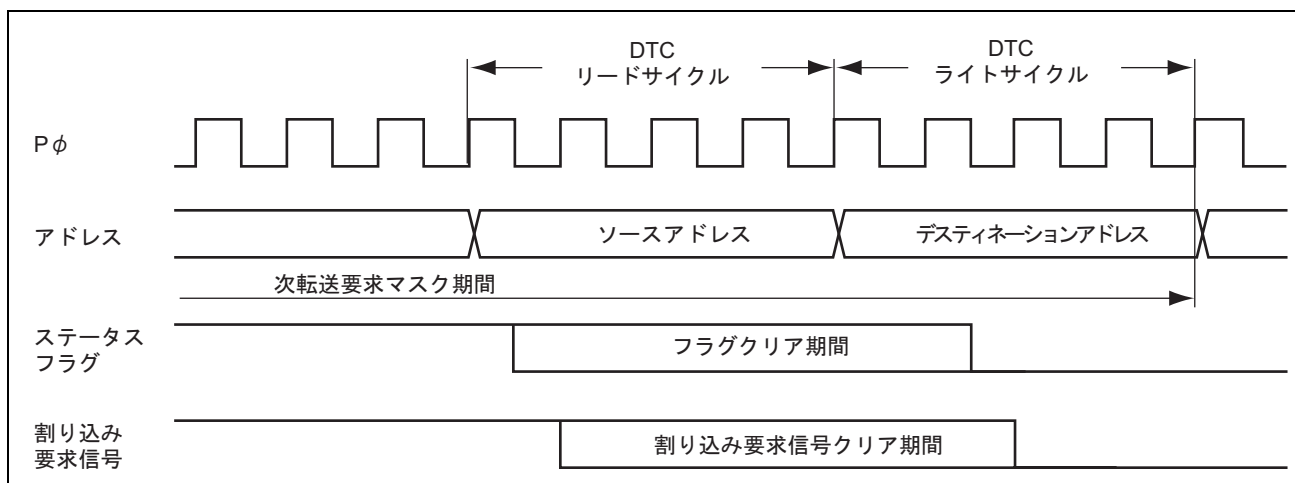 DTC
リードサイクル
DTC
ライトサイクル
Pφ
アドレス
ソースアドレス
デスティネーションアドレス
次転送要求マスク期間
ステータス
フラグ
フラグクリア期間
割り込み
要求信号
割り込み要求信号クリア期間